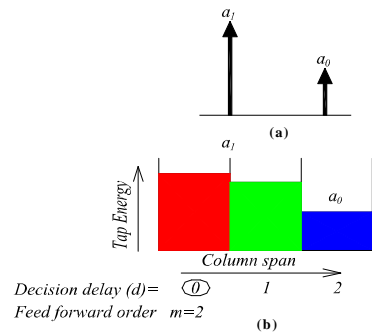 a1
a0
(a)
a1
Tap Energy
a0
Column span
Decision delay (d)= 0 1 2
Feed forward order m=2
(b)